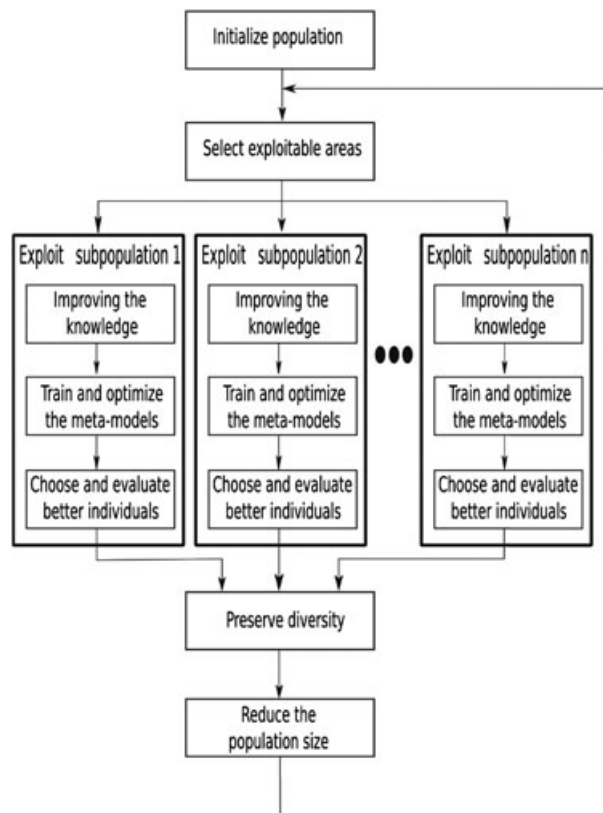 Initialize population
Select exploitable areas
Exploit subpopulation 1
Improving the
knowledge
Train and optimize
the meta-models
Choose and evaluate
better individuals
Exploit subpopulation 2
Improving the
knowledge
Train and optimize
the meta-models
Choose and evaluate
better individuals
Exploit subpopulation n
Improving the
knowledge
Train and optimize
the meta-models
Choose and evaluate
better individuals
Preserve diversity
Reduce the
population size